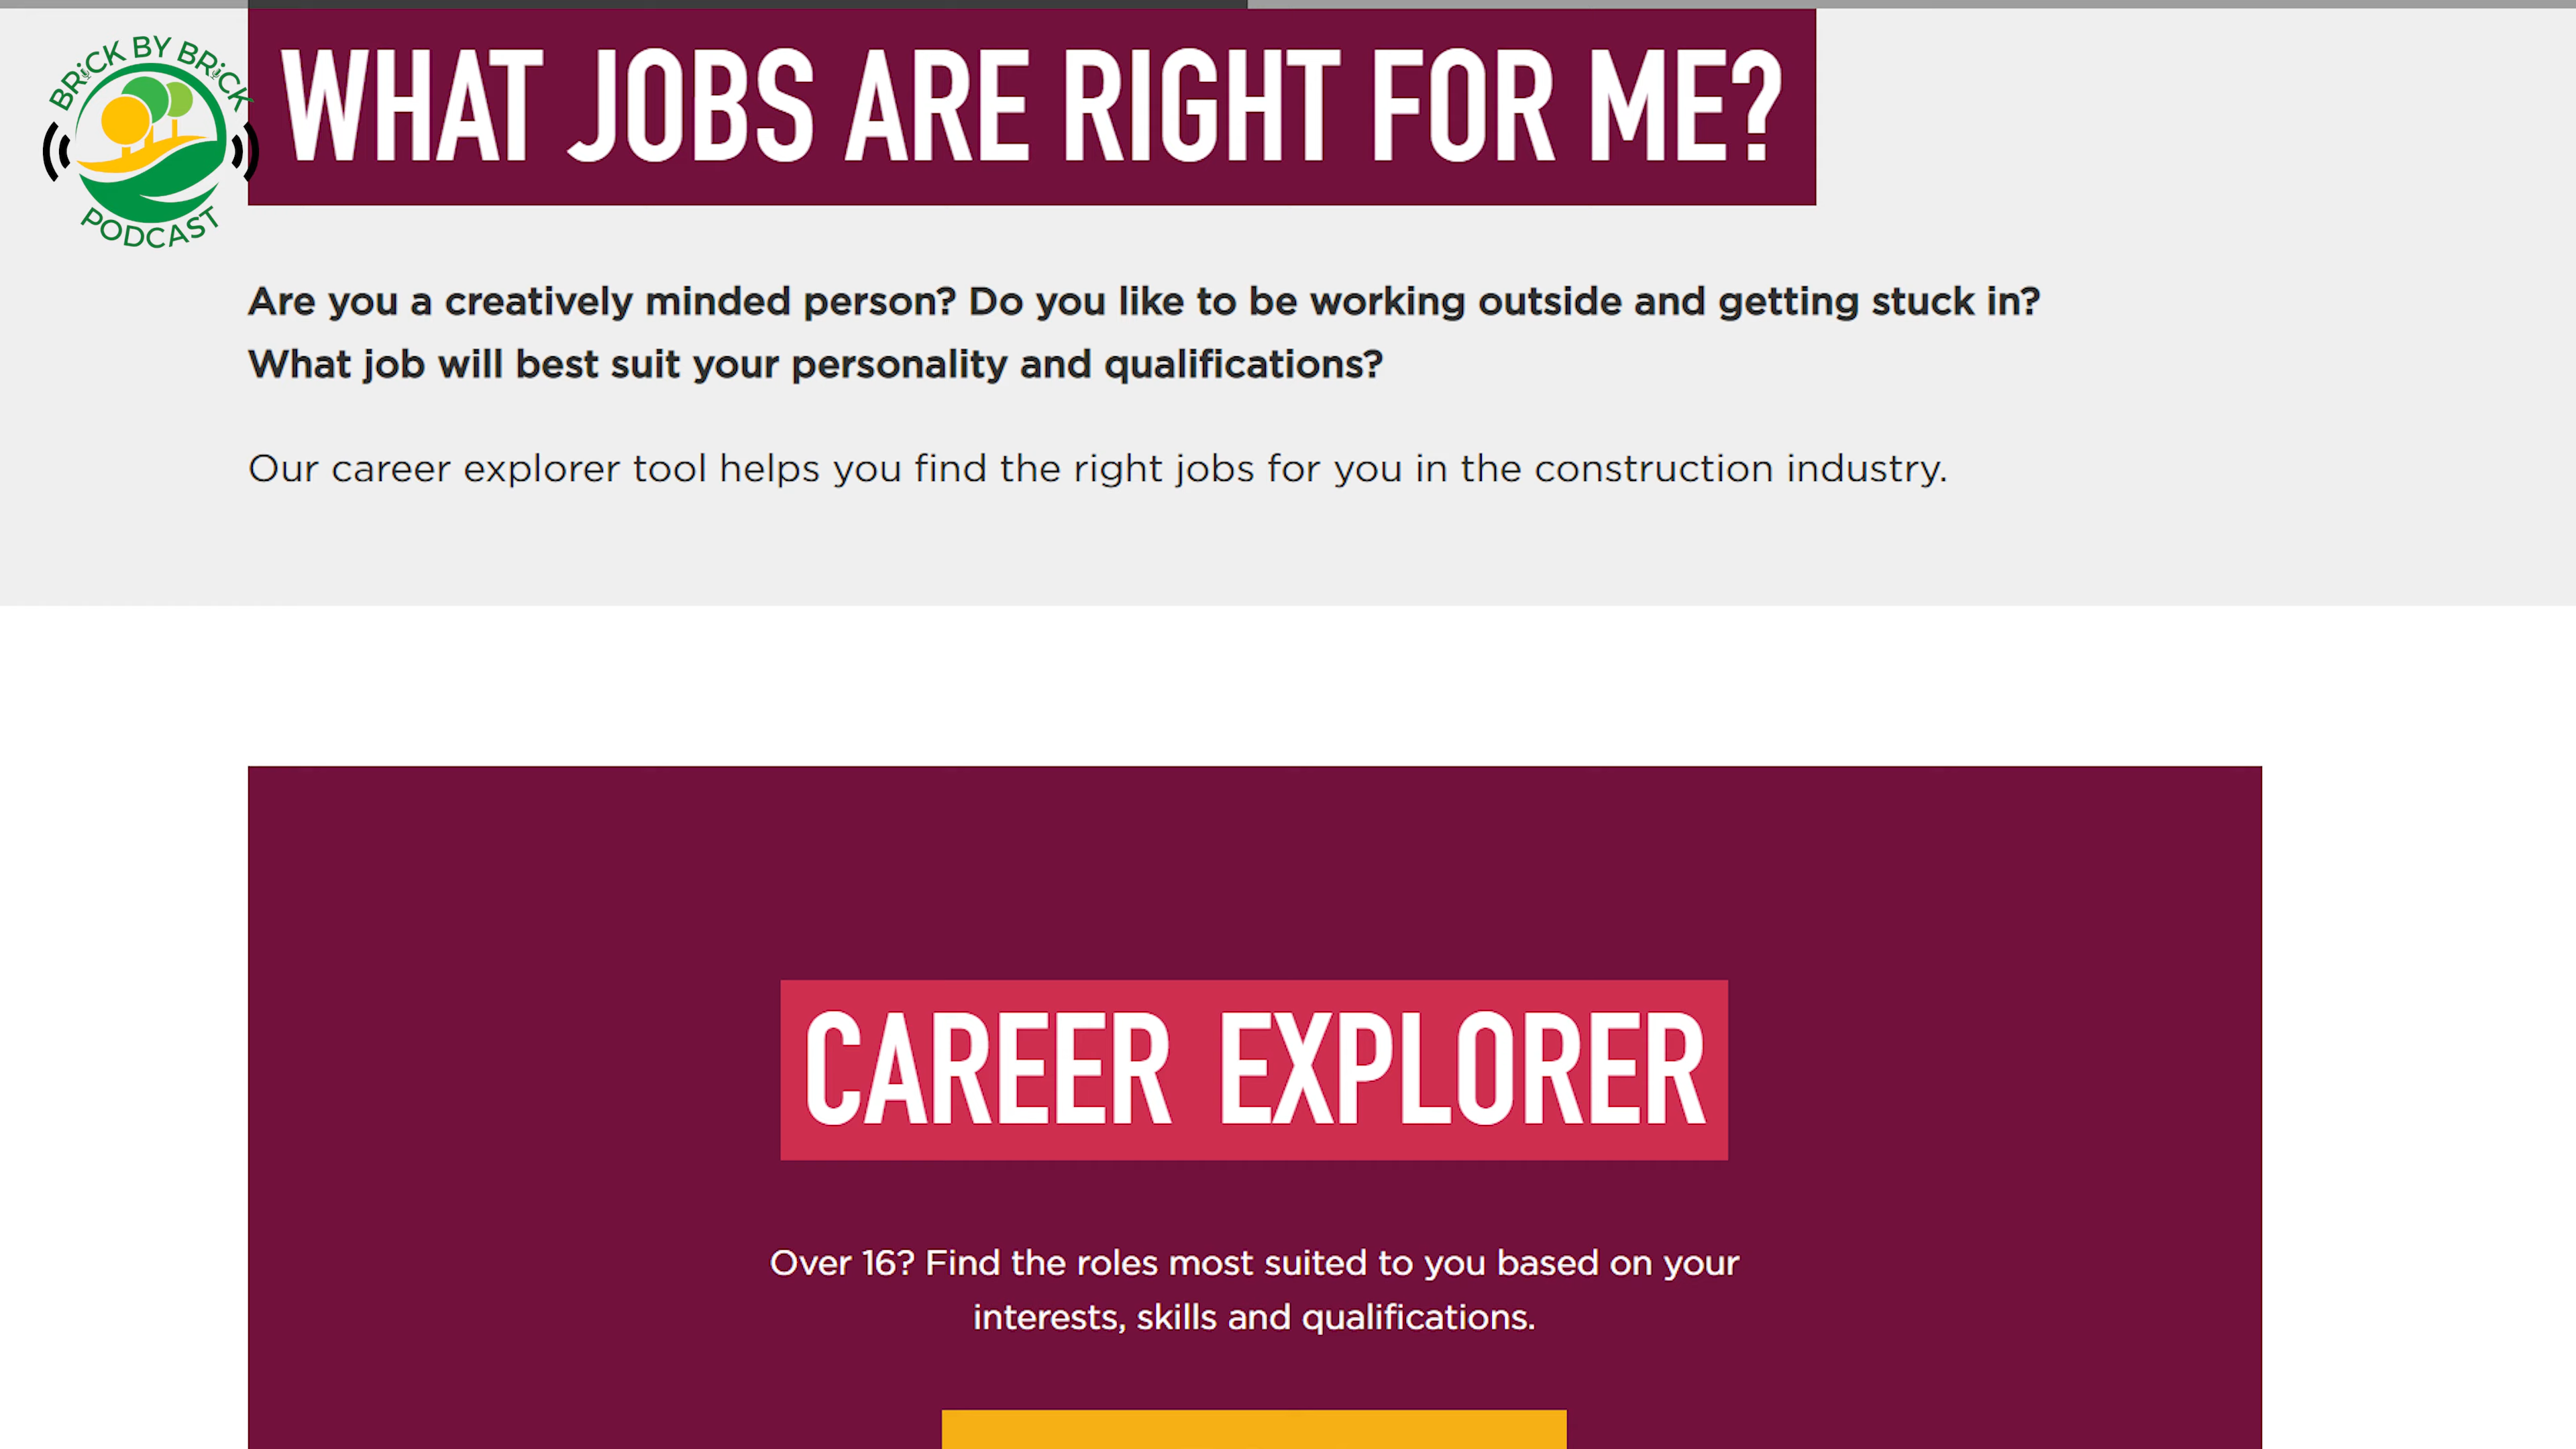 BRiCK BY BRiCK
PODCAST
WHAT JOBS ARE RIGHT FOR ME?
Are you a creatively minded person? Do you like to be working outside and getting stuck in?
What job will best suit your personality and qualifications?
Our career explorer tool helps you find the right jobs for you in the construction industry.
CAREER EXPLORER
Over 16? Find the roles most suited to you based on your
interests, skills and qualifications.